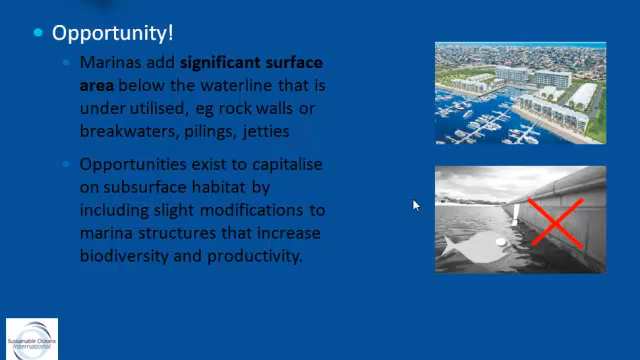 Opportunity!
Marinas add significant surface
area below the waterline that is
under utilised, eg rock walls or
breakwaters, pilings, jetties
Opportunities exist to capitalise
on subsurface habitat by
including slight modifications to
marina structures that increase
biodiversity and productivity.
Sustainable Oceans
International